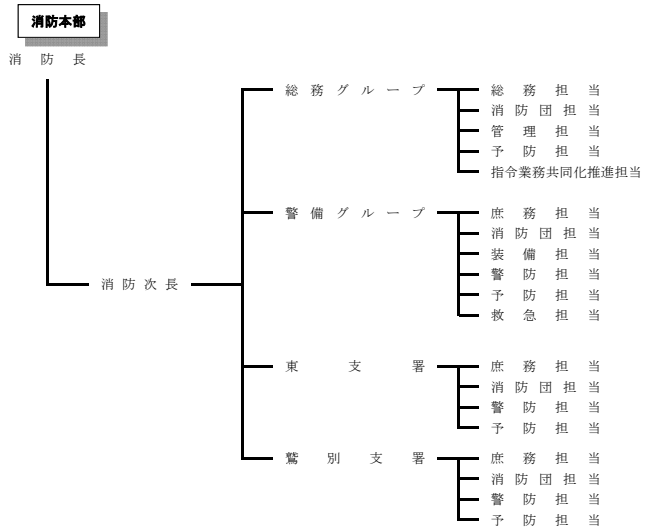 消防本部
消防長
総務グループ
総務担当
消防団担当
管理担当
予防担当
指令業務共同化推進担当
警備グループ
庶務担当
消防団担当
装備担当
警防担当
予防担当
救急担当
消防次長
東支署
庶務担当
消防団担当
警防担当
予防担当
鷲別支署
庶務担当
消防団担当
警防担当
予防担当